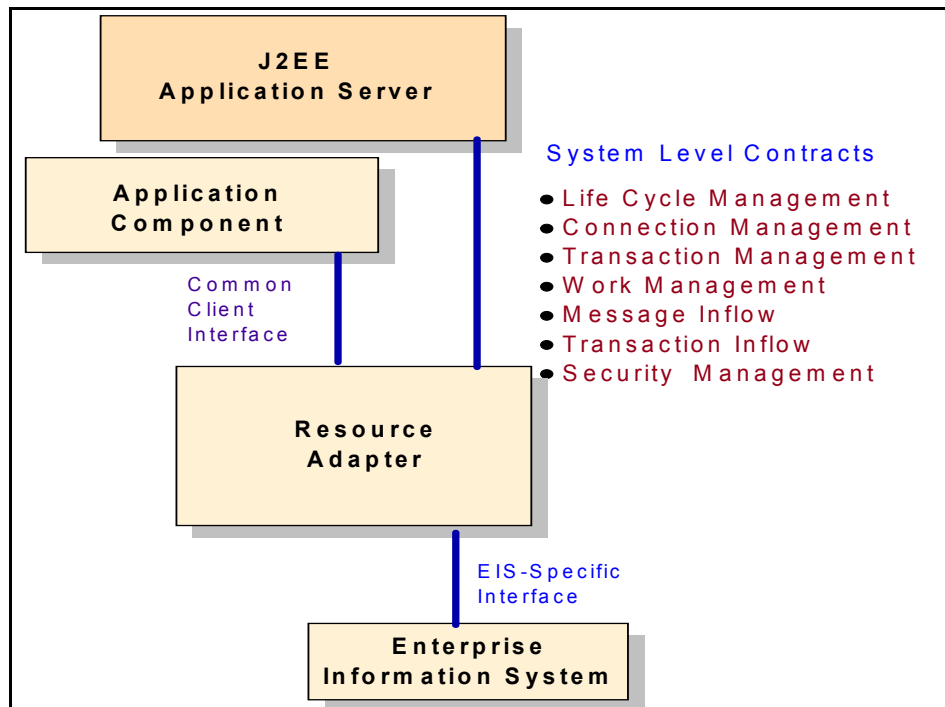 J2EE
Application Server
Application
Component
System Level Contracts
Life Cycle Management
Connection Management
Transaction Management
Work Management
Message Inflow
Transaction Inflow
Security Management
Common
Client
Interface
Resource
Adapter
EIS-Specific
Interface
Enterprise
Information System